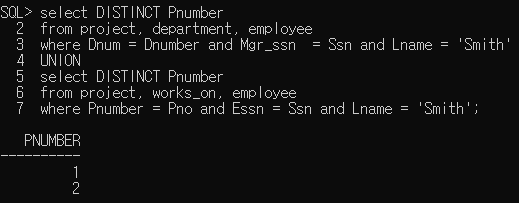 SQL> select DISTINCT Pnumber
2 from project, department, employee
3 where Dnum = Dnumber and Mgr_ssn  = Ssn and Lname = 'Smith'
4 UNION
5 select DISTINCT Pnumber
6 from project, works_on, employee
7 where Pnumber = Pno and Essn = Ssn and Lname = 'Smith';
PNUMBER
----------
1
2